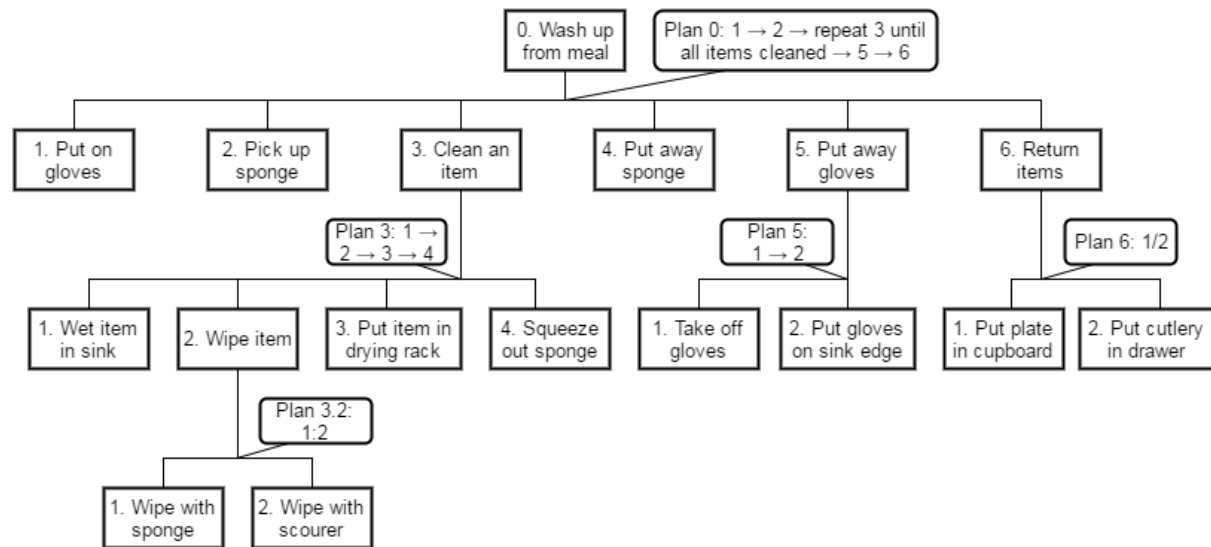 0. Wash up
from meal
Plan 0: 1 → 2 → repeat 3 until
all items cleaned → 5 → 6
1. Put on
gloves
2. Pick up
sponge
3. Clean an
item
4. Put away
sponge
5. Put away
gloves
6. Return
items
Plan 3: 1 →
2 → 3 → 4
Plan 5:
1 → 2
Plan 6: 1/2
1. Wet item
in sink
2. Wipe item
3. Put item in
drying rack
4. Squeeze
out sponge
1. Take off
gloves
2. Put gloves
on sink edge
1. Put plate
in cupboard
2. Put cutlery
in drawer
Plan 3.2:
1:2
1. Wipe with
sponge
2. Wipe with
scourer